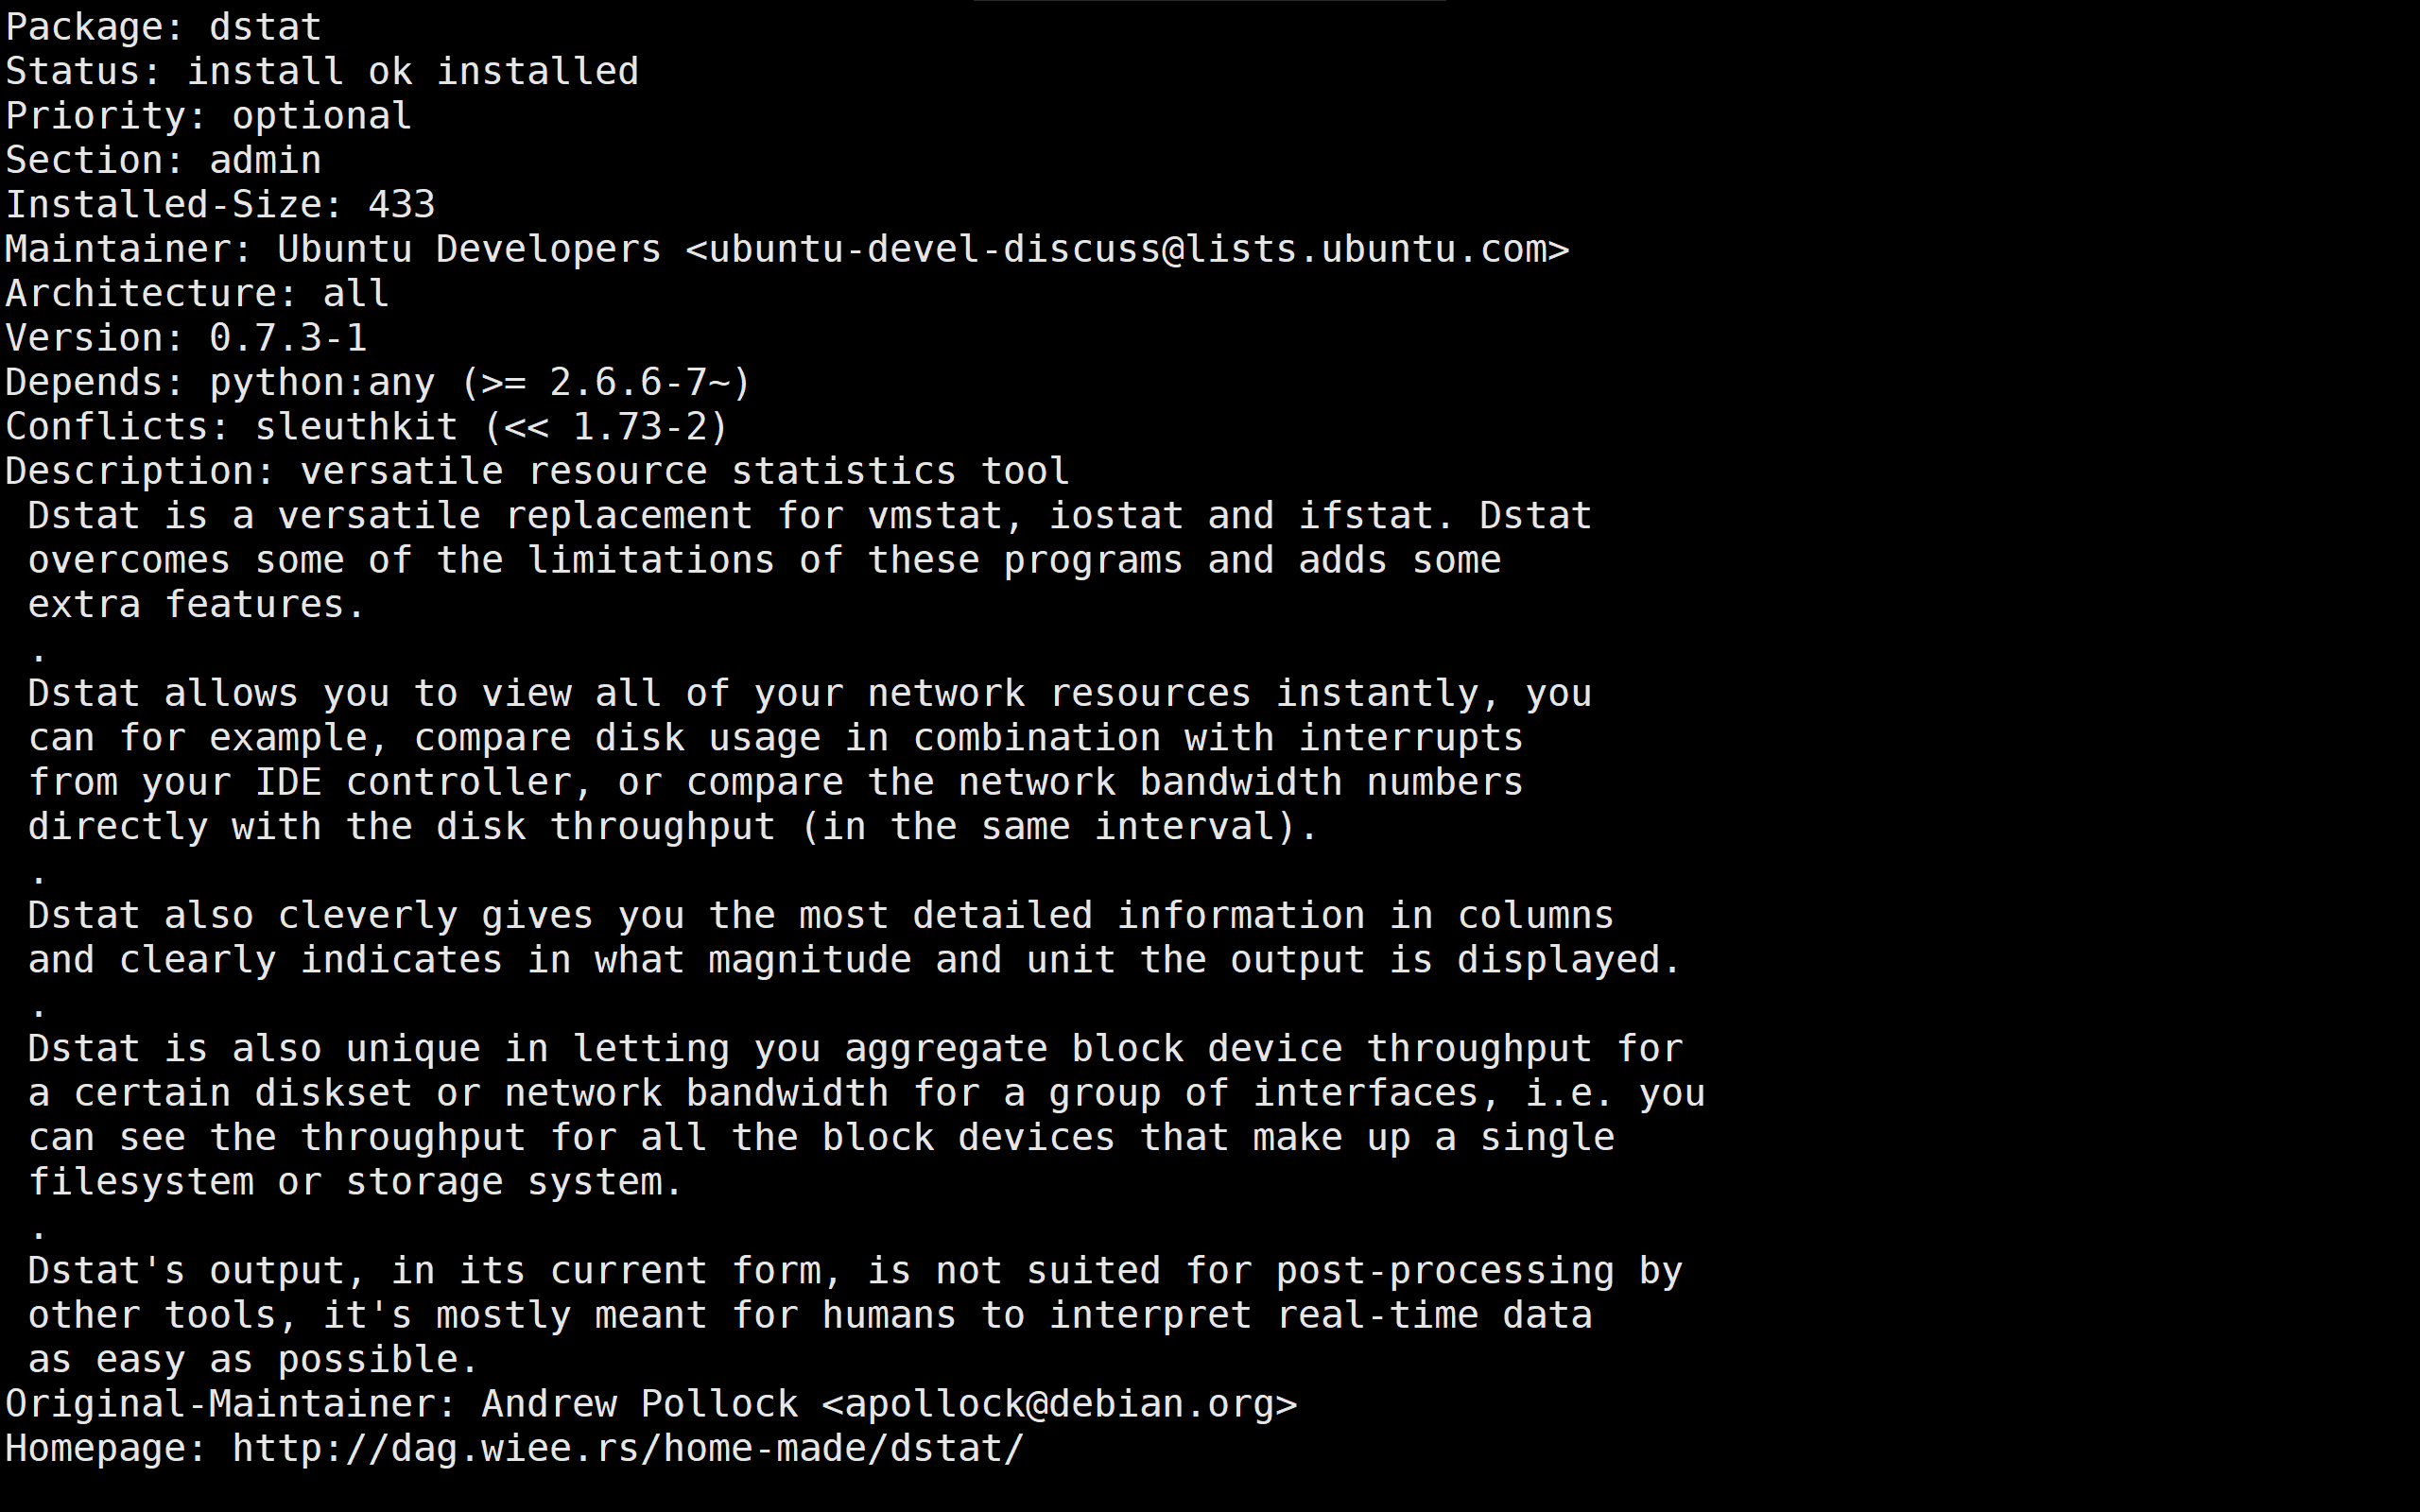 Package: dstat
Status: install ok installed
Priority: optional
Section: admin
Installed-Size: 433
Maintainer: Ubuntu Developers <ubuntu-devel-discuss@lists.ubuntu.com>
Architecture: all
Version: 0.7.3-1
Depends: python:any (>= 2.6.6-7~)
Conflicts: sleuthkit (<< 1.73-2)
Description: versatile resource statistics tool
 Dstat is a versatile replacement for vmstat, iostat and ifstat. Dstat
 overcomes some of the limitations of these programs and adds some
 extra features.
 .
 Dstat allows you to view all of your network resources instantly, you
 can for example, compare disk usage in combination with interrupts
 from your IDE controller, or compare the network bandwidth numbers
 directly with the disk throughput (in the same interval).
 .
 Dstat also cleverly gives you the most detailed information in columns
 and clearly indicates in what magnitude and unit the output is displayed.
 .
 Dstat is also unique in letting you aggregate block device throughput for
 a certain diskset or network bandwidth for a group of interfaces, i.e. you
 can see the throughput for all the block devices that make up a single
 filesystem or storage system.
 .
 Dstat's output, in its current form, is not suited for post-processing by
 other tools, it's mostly meant for humans to interpret real-time data
 as easy as possible.
Original-Maintainer: Andrew Pollock <apollock@debian.org>
Homepage: http://dag.wiee.rs/home-made/dstat/